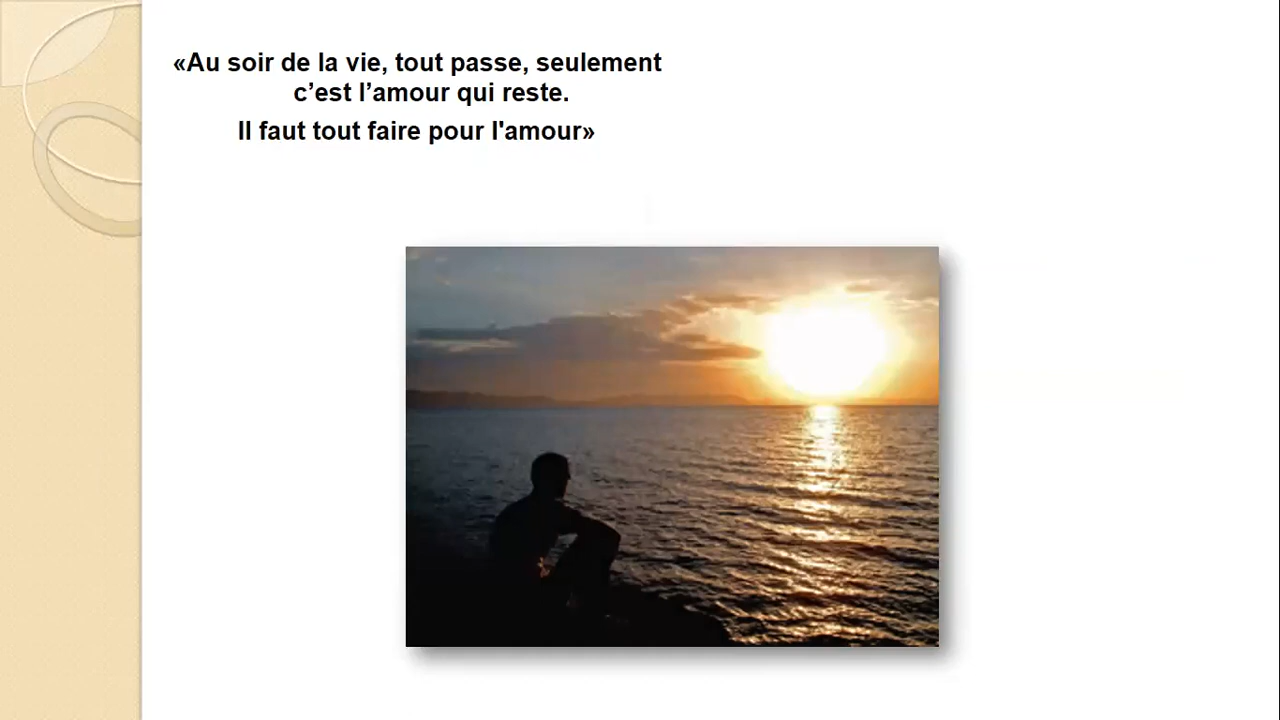 «Au soir de la vie, tout passe, seulement
c’est l’amour qui reste.
Il faut tout faire pour l'amour»